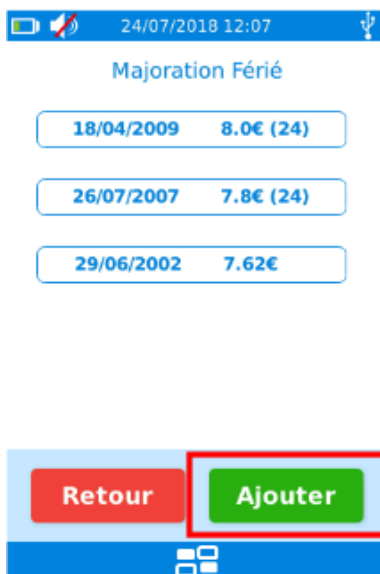 24/07/2018 12:07
Majoration Férié
18/04/2009 8.0€ (24)
26/07/2007 7.8€ (24)
29/06/2002 7.62€
Retour Ajouter